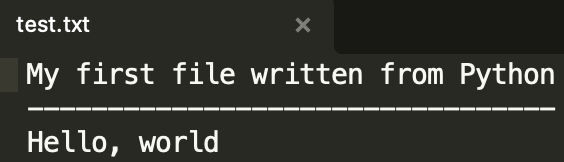 test.txt ×
My first file written from Python
---------------------------------
Hello, world